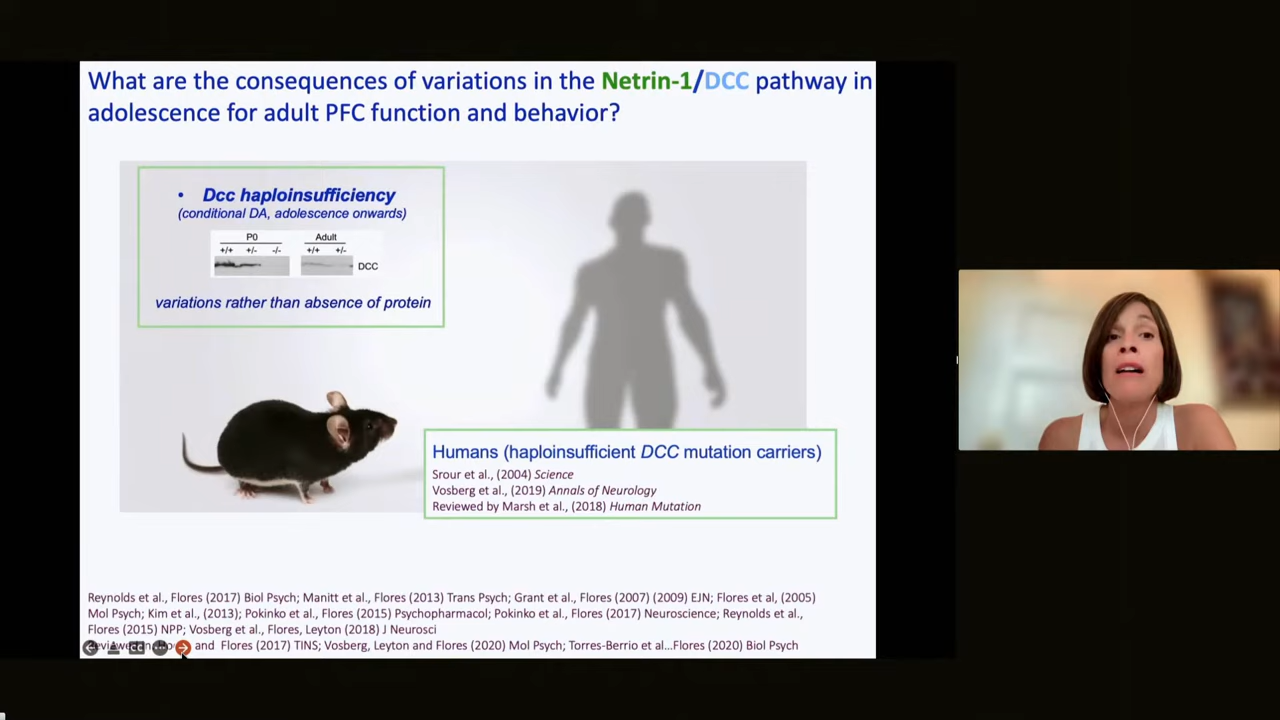 What are the consequences of variations in the Netrin-1/DCC pathway in
adolescence for adult PFC function and behavior?
• Dcc haploinsufficiency
(conditional DA, adolescence onwards)
P0 Adult
+/+ +/- -/- +/+ +/-
DCC
variations rather than absence of protein
Humans (haploinsufficient DCC mutation carriers)
Srour et al., (2004) Science
Vosberg et al., (2019) Annals of Neurology
Reviewed by Marsh et al., (2018) Human Mutation
Reynolds et al., Flores (2017) Biol Psych; Manitt et al., Flores (2013) Trans Psych; Grant et al., Flores (2007) (2009) EJN; Flores et al, (2005)
Mol Psych; Kim et al., (2013); Pokinko et al., Flores (2015) Psychopharmacol; Pokinko et al., Flores (2017) Neuroscience; Reynolds et al.,
Flores (2015) NPP; Vosberg et al., Flores, Leyton (2018) J Neurosci
and Flores (2017) TINS; Vosberg, Leyton and Flores (2020) Mol Psych; Torres-Berrio et al...Flores (2020) Biol Psych